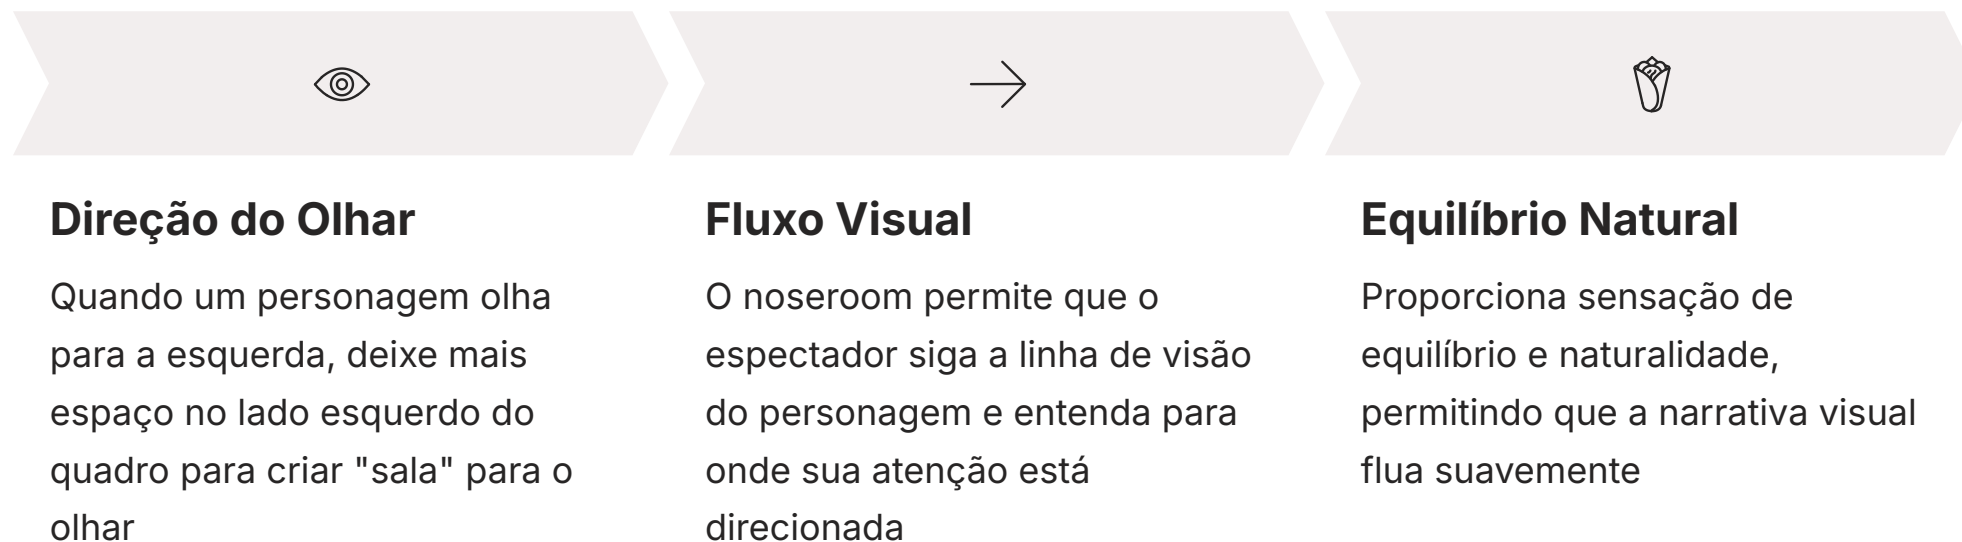 Direção do Olhar
Quando um personagem olha
para a esquerda, deixe mais
espaço no lado esquerdo do
quadro para criar "sala" para o
olhar
Fluxo Visual
O noseroom permite que o
espectador siga a linha de visão
do personagem e entenda para
onde sua atenção está
direcionada
Equilíbrio Natural
Proporciona sensação de
equilíbrio e naturalidade,
permitindo que a narrativa visual
flua suavemente